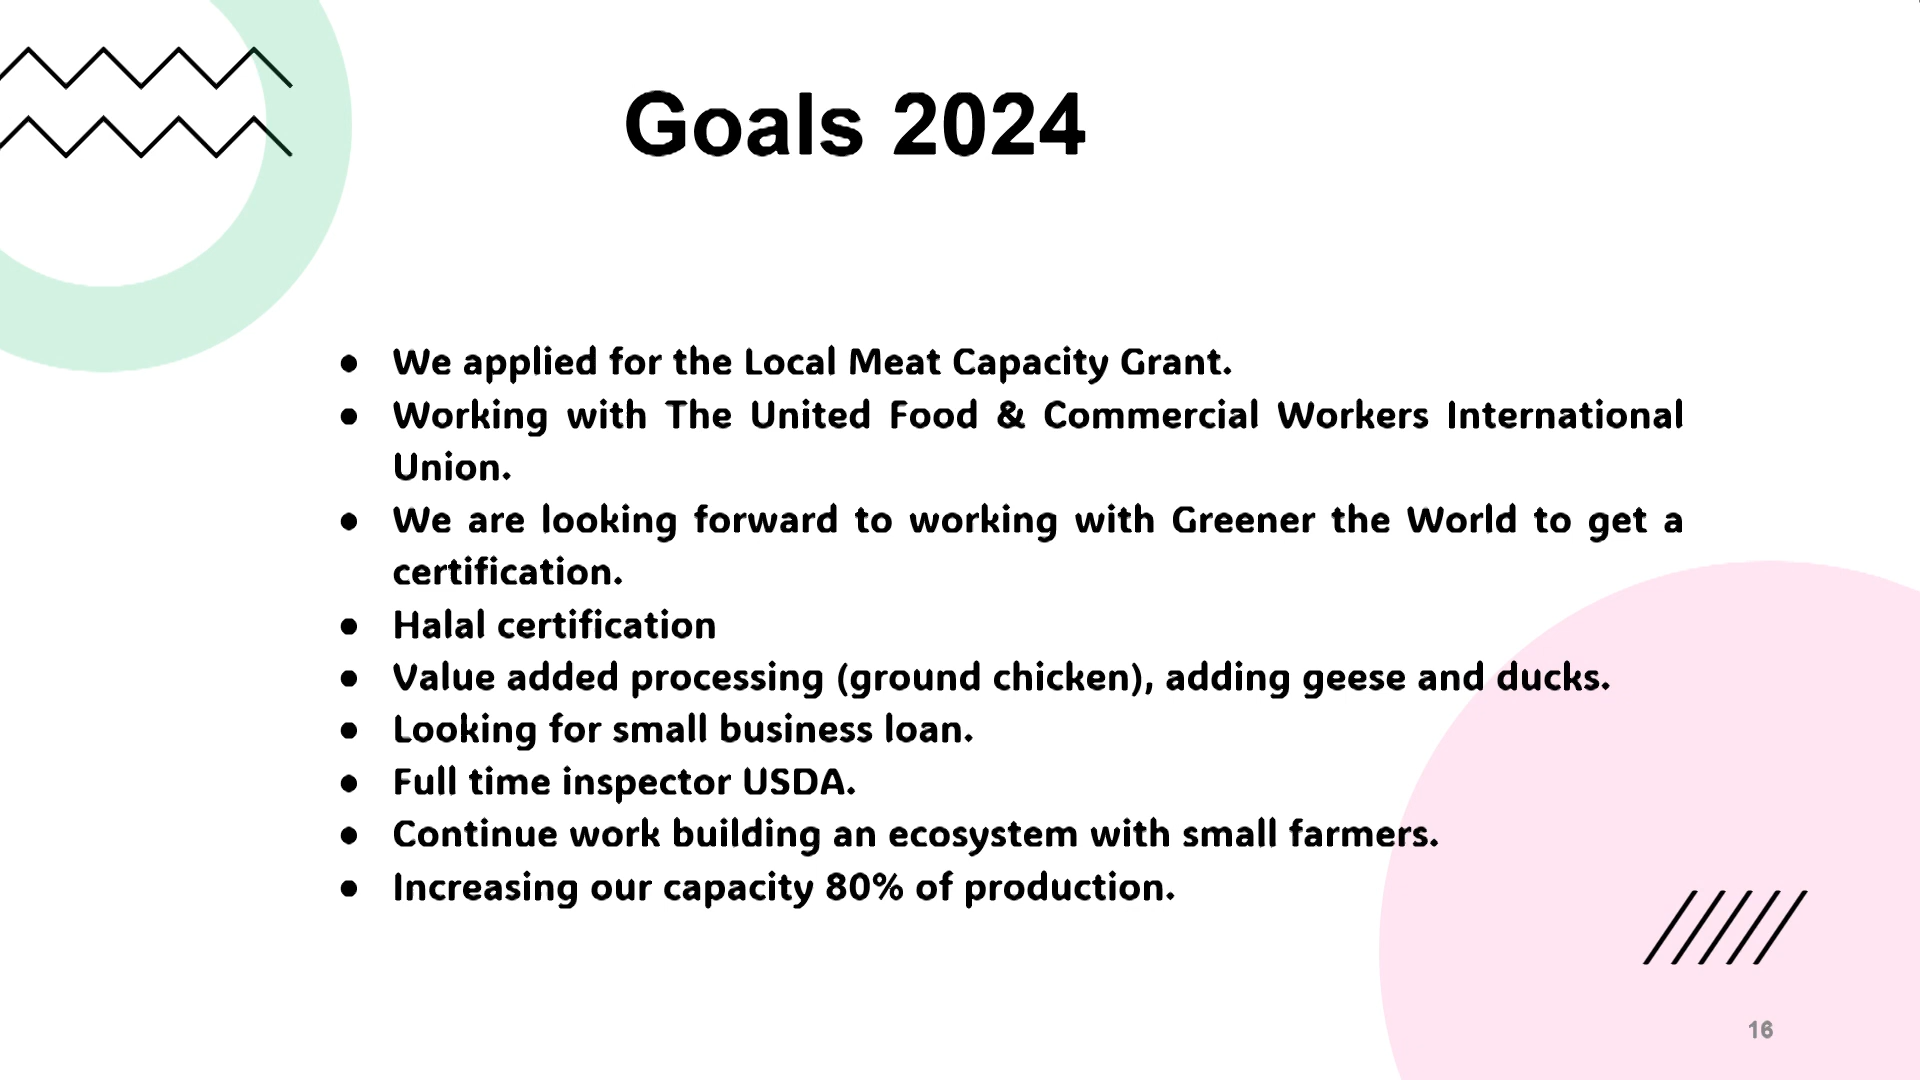 Goals 2024
● We applied for the Local Meat Capacity Grant.
● Working with The United Food & Commercial Workers International
Union.
● We are looking forward to working with Greener the World to get a
certification.
● Halal certification
● Value added processing (ground chicken), adding geese and ducks.
● Looking for small business loan.
● Full time inspector USDA.
● Continue work building an ecosystem with small farmers.
● Increasing our capacity 80% of production.
16